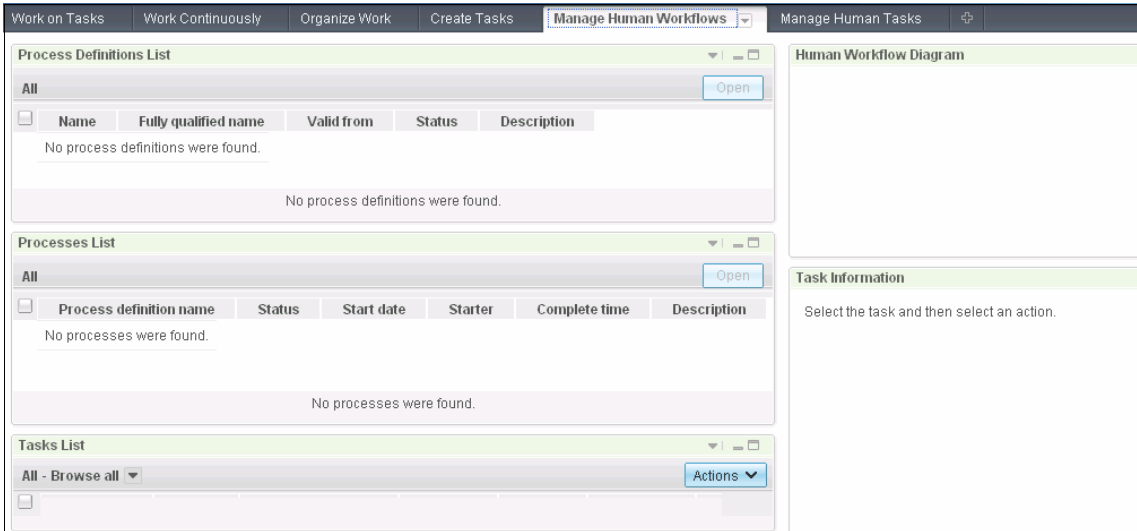 Work on Tasks Work Continuously Organize Work Create Tasks Manage Human Workflows Manage Human Tasks
Process Definitions List
All Open
Name Fully qualified name Valid from Status Description
No process definitions were found.
No process definitions were found.
Processes List
All Open
Process definition name Status Start date Starter Complete time Description
No processes were found.
No processes were found.
Tasks List
All - Browse all Actions
Human Workflow Diagram
Task Information
Select the task and then select an action.